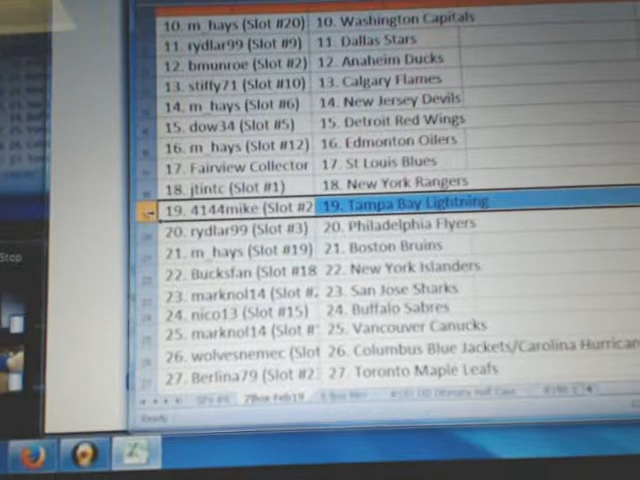 10. m_hays (Slot #20) 10. Washington Capitals
11. rydlar99 (Slot #9) 11. Dallas Stars
12. bmunroe (Slot #2) 12. Anaheim Ducks
13. stiffy71 (Slot #10) 13. Calgary Flames
14. m_hays (Slot #6) 14. New Jersey Devils
15. dow34 (Slot #5) 15. Detroit Red Wings
16. m_hays (Slot #12) 16. Edmonton Oilers
17. Fairview Collector 17. St Louis Blues
18. jtintc (Slot #1) 18. New York Rangers
19. 4144mike (Slot #2 19. Tampa Bay Lightning
20. rydlar99 (Slot #3) 20. Philadelphia Flyers
21. m_hays (Slot #19) 21. Boston Bruins
22. Bucksfan (Slot #18 22. New York Islanders
23. marknol14 (Slot #. 23. San Jose Sharks
24. nico13 (Slot #15) 24. Buffalo Sabres
25. marknol14 (Slot # 25. Vancouver Canucks
26. wolvesnemec (Slot 26. Columbus Blue Jackets/Carolina Hurrican
27. Berlina79 (Slot #2 27. Toronto Maple Leafs
7Box Feb19
Ready
Stop